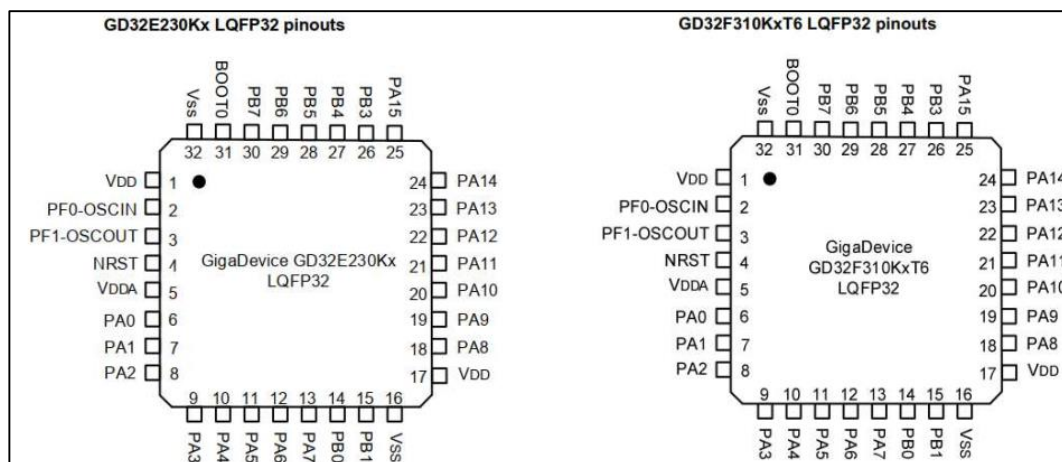 GD32E230Kx LQFP32 pinouts
GD32F310KxT6 LQFP32 pinouts
Vss BOOT0 PB7 PB6 PB5 PB4 PB3 PA15
32 31 30 29 28 27 26 25
VDD 1 24 PA14
PF0-OSCIN 2 23 PA13
PF1-OSCOUT 3 22 PA12
NRST 4 21 PA11
VDDA 5 20 PA10
PA0 6 19 PA9
PA1 7 18 PA8
PA2 8 17 VDD
GigaDevice GD32E230Kx
LQFP32
9 10 11 12 13 14 15 16
PA3 PA4 PA5 PA6 PA7 PB0 PB1 VSS
Vss BOOT0 PB7 PB6 PB5 PB4 PB3 PA15
32 31 30 29 28 27 26 25
VDD 1 24 PA14
PF0-OSCIN 2 23 PA13
PF1-OSCOUT 3 22 PA12
NRST 4 21 PA11
VDDA 5 20 PA10
PA0 6 19 PA9
PA1 7 18 PA8
PA2 8 17 VDD
GigaDevice
GD32F310KxT6
LQFP32
9 10 11 12 13 14 15 16
PA3 PA4 PA5 PA6 PA7 PB0 PB1 VSS